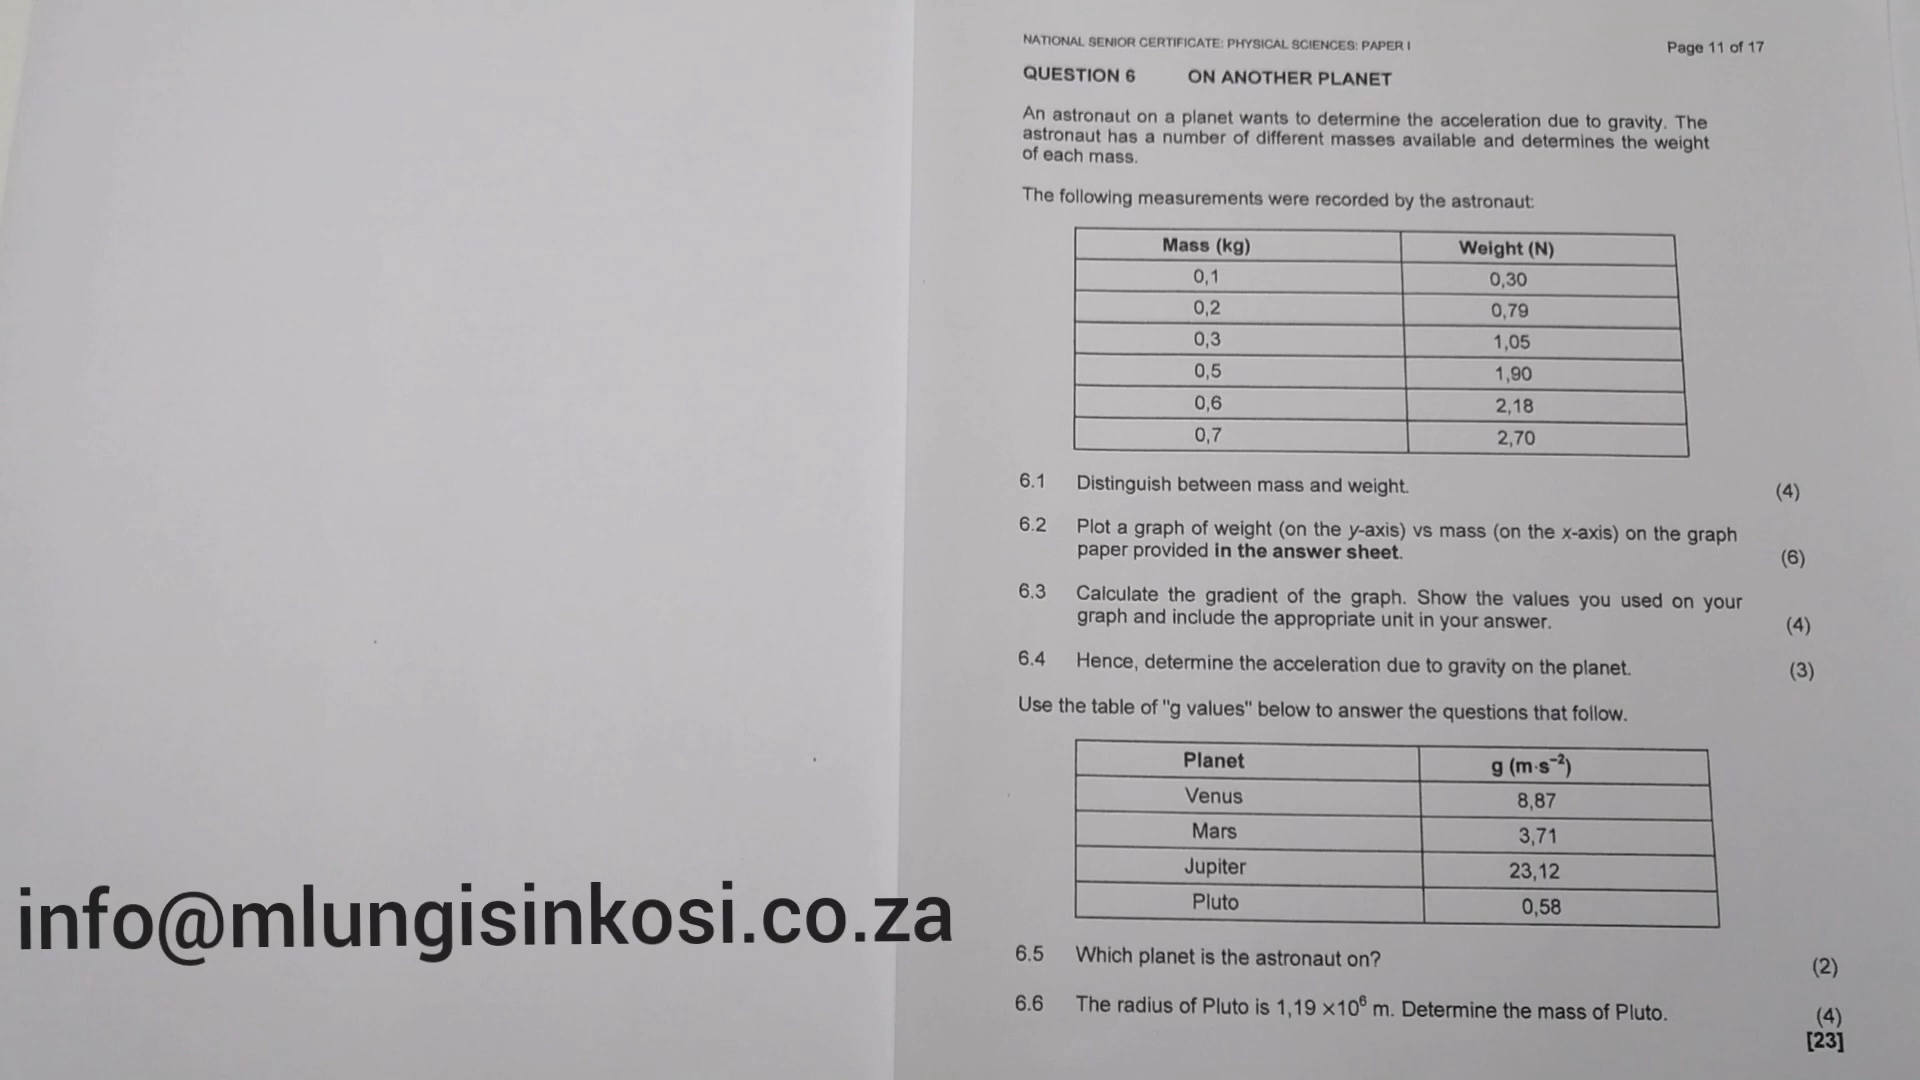 NATIONAL SENIOR CERTIFICATE: PHYSICAL SCIENCES: PAPER I
Page 11 of 17
QUESTION 6 ON ANOTHER PLANET
An astronaut on a planet wants to determine the acceleration due to gravity. The
astronaut has a number of different masses available and determines the weight
of each mass.
The following measurements were recorded by the astronaut:
Mass (kg) Weight (N)
0,1 0,30
0,2 0,79
0,3 1,05
0,5 1,90
0,6 2,18
0,7 2,70
6.1 Distinguish between mass and weight. (4)
6.2 Plot a graph of weight (on the y-axis) vs mass (on the x-axis) on the graph
paper provided in the answer sheet. (6)
6.3 Calculate the gradient of the graph. Show the values you used on your
graph and include the appropriate unit in your answer. (4)
6.4 Hence, determine the acceleration due to gravity on the planet. (3)
Use the table of "g values" below to answer the questions that follow.
Planet g (m·s⁻²)
Venus 8,87
Mars 3,71
Jupiter 23,12
Pluto 0,58
info@mlungisinkosi.co.za
6.5 Which planet is the astronaut on? (2)
6.6 The radius of Pluto is 1,19 ×10⁶ m. Determine the mass of Pluto. (4)
[23]